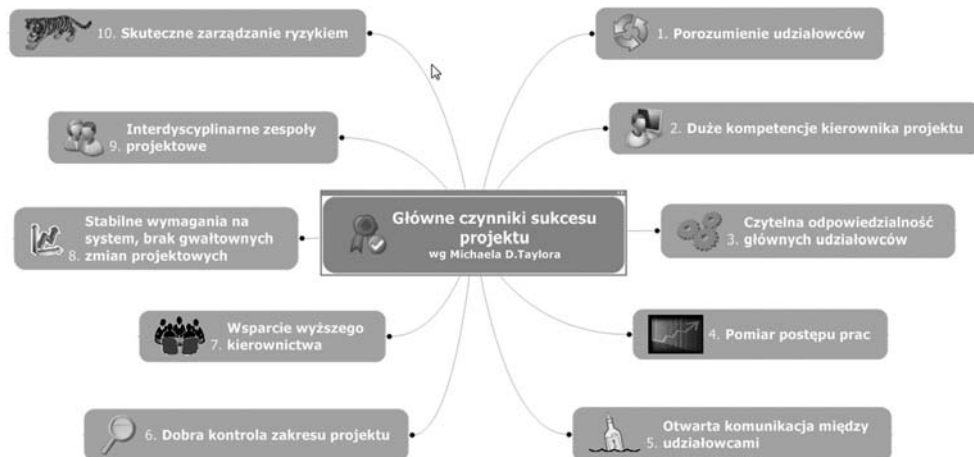 Główne czynniki sukcesu
projektu
wg Michaela D.Taylora
1. Porozumienie udziałowców
2. Duże kompetencje kierownika projektu
Czytelna odpowiedzialność
3. głównych udziałowców
4. Pomiar postępu prac
Otwarta komunikacja między
5. udziałowcami
6. Dobra kontrola zakresu projektu
Wsparcie wyższego
7. kierownictwa
Stabilne wymagania na
system, brak gwałtownych
8. zmian projektowych
Interdyscyplinarne zespoły
9. projektowe
10. Skuteczne zarządzanie ryzykiem